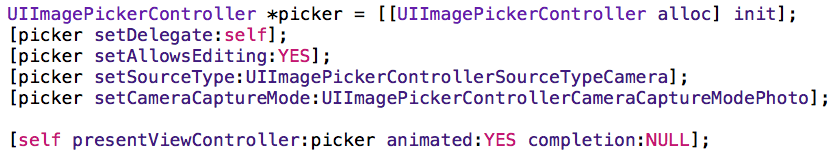 UIImagePickerController *picker = [[UIImagePickerController alloc] init];
[picker setDelegate:self];
[picker setAllowsEditing:YES];
[picker setSourceType:UIImagePickerControllerSourceTypeCamera];
[picker setCameraCaptureMode:UIImagePickerControllerCameraCaptureModePhoto];
[self presentViewController:picker animated:YES completion:NULL];